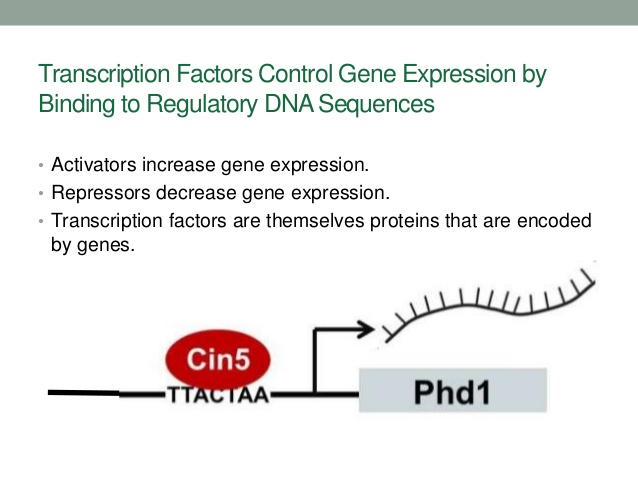 Transcription Factors Control Gene Expression by
Binding to Regulatory DNA Sequences
• Activators increase gene expression.
• Repressors decrease gene expression.
• Transcription factors are themselves proteins that are encoded
by genes.
Cin5
TTACTAA
Phd1